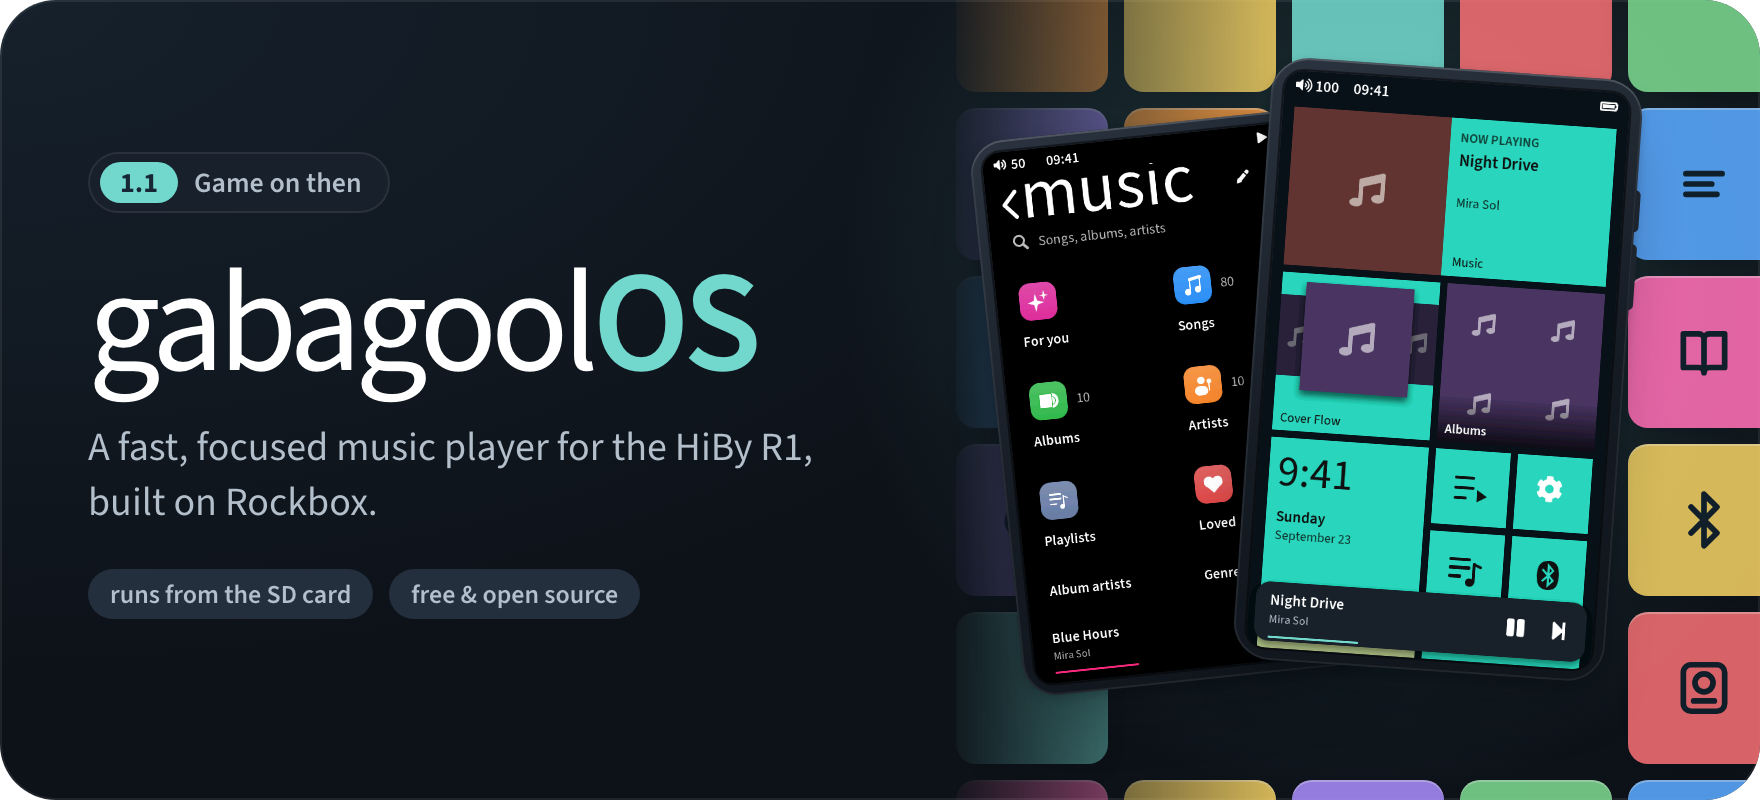 1.1 Game on then
gabagoolOS
A fast, focused music player for the HiBy R1,
built on Rockbox.
runs from the SD card
free & open source
50 09:41
music
Songs, albums, artists
For you
Songs 80
Albums 10
Artists 10
Playlists
Loved
Album artists
Genre
Blue Hours
Mira Sol
100 09:41
NOW PLAYING
Night Drive
Mira Sol
Music
Cover Flow
Albums
9:41
Sunday
September 23
Night Drive
Mira Sol